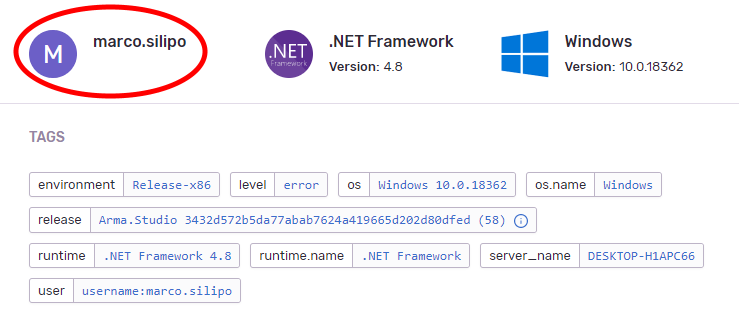 M marco.silipo .NET Framework Windows
.NET Framework Version: 4.8 Version: 10.0.18362
TAGS
environment Release-x86 level error os Windows 10.0.18362 os.name Windows
release Arma.Studio 3432d572b5da77abab7624a419665d202d80dfed (58)
runtime .NET Framework 4.8 runtime.name .NET Framework server_name DESKTOP-H1APC66
user username:marco.silipo